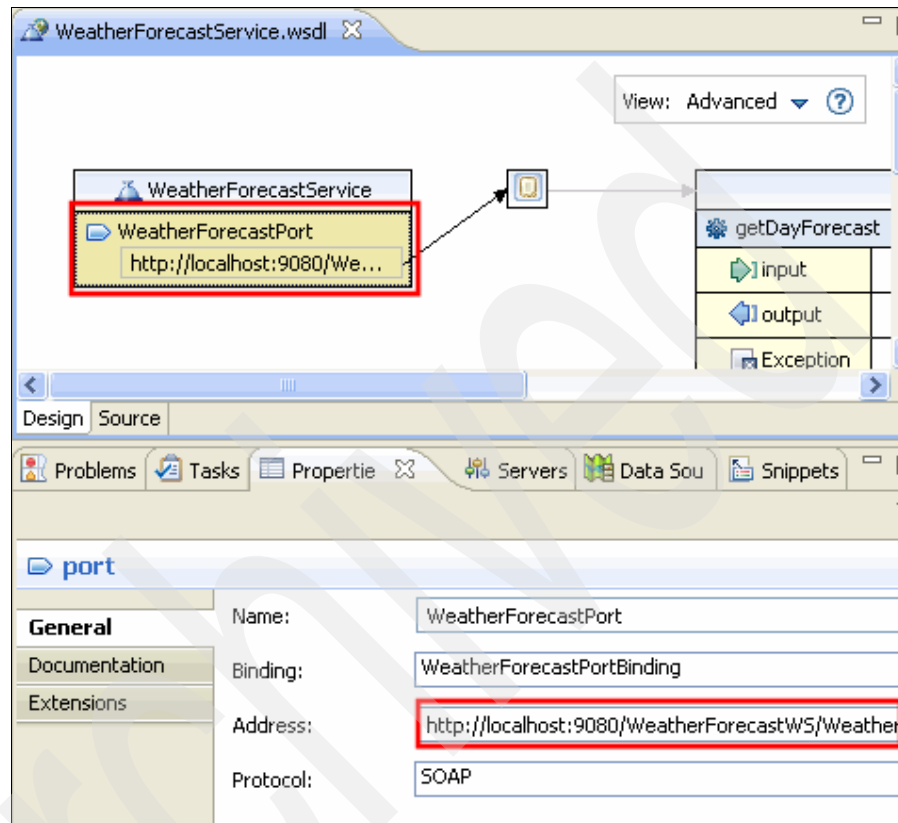 WeatherForecastService.wsdl
View: Advanced
WeatherForecastService
WeatherForecastPort
http://localhost:9080/We...
getDayForecast
input
output
Exception
Design Source
Problems Tasks Propertie Servers Data Sou Snippets
port
General
Documentation
Extensions
Name: WeatherForecastPort
Binding: WeatherForecastPortBinding
Address: http://localhost:9080/WeatherForecastWS/Weather
Protocol: SOAP